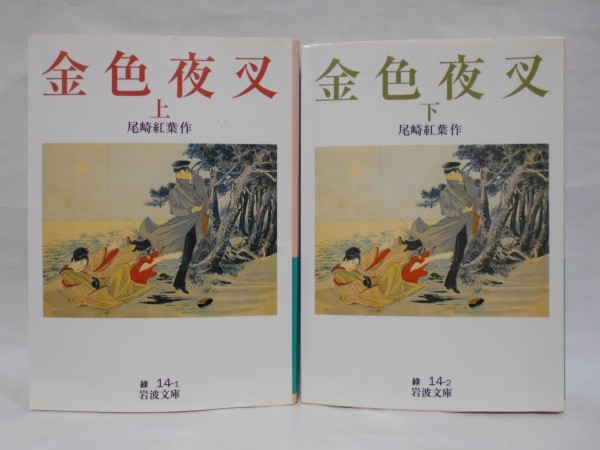 金色夜叉
上
尾崎紅葉作
緑 14-1
岩波文庫
金色夜叉
下
尾崎紅葉作
緑 14-2
岩波文庫